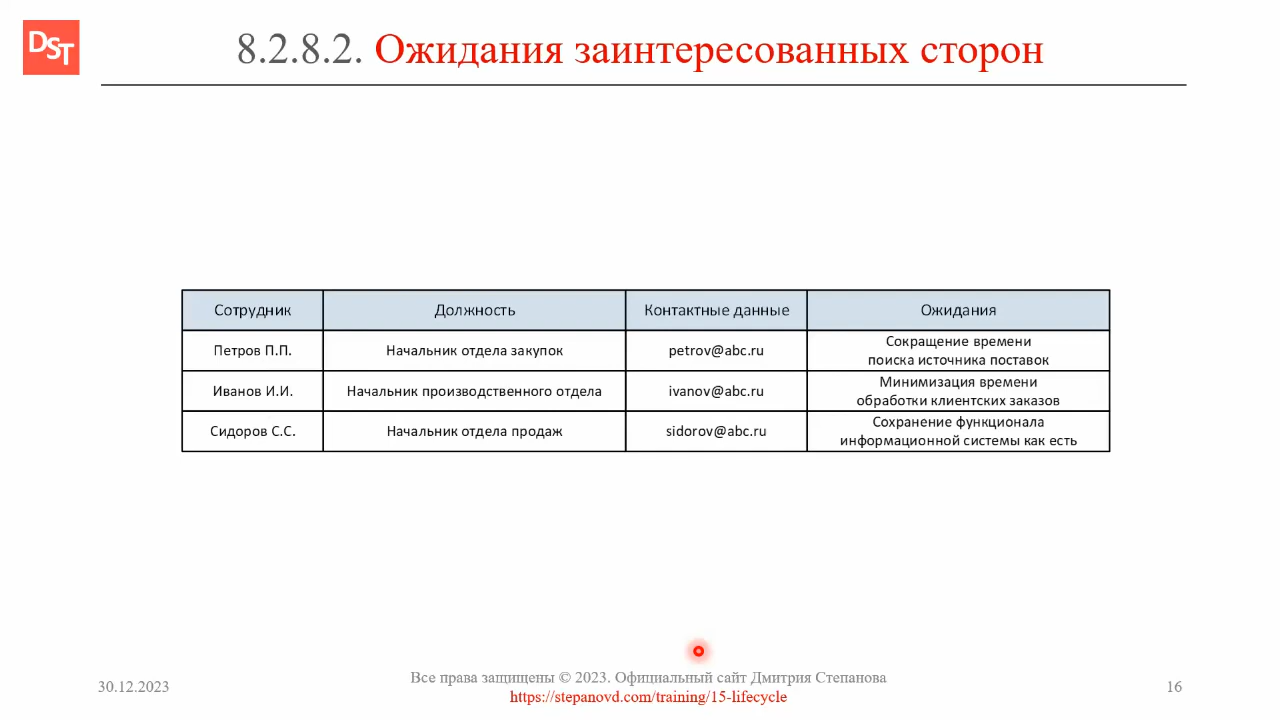 DST
8.2.8.2. Ожидания заинтересованных сторон
Сотрудник
Должность
Контактные данные
Ожидания
Петров П.П.
Начальник отдела закупок
petrov@abc.ru
Сокращение времени
поиска источника поставок
Иванов И.И.
Начальник производственного отдела
ivanov@abc.ru
Минимизация времени
обработки клиентских заказов
Сидоров С.С.
Начальник отдела продаж
sidorov@abc.ru
Сохранение функционала
информационной системы как есть
30.12.2023
Все права защищены © 2023. Официальный сайт Дмитрия Степанова
https://stepanovd.com/training/15-lifecycle
16